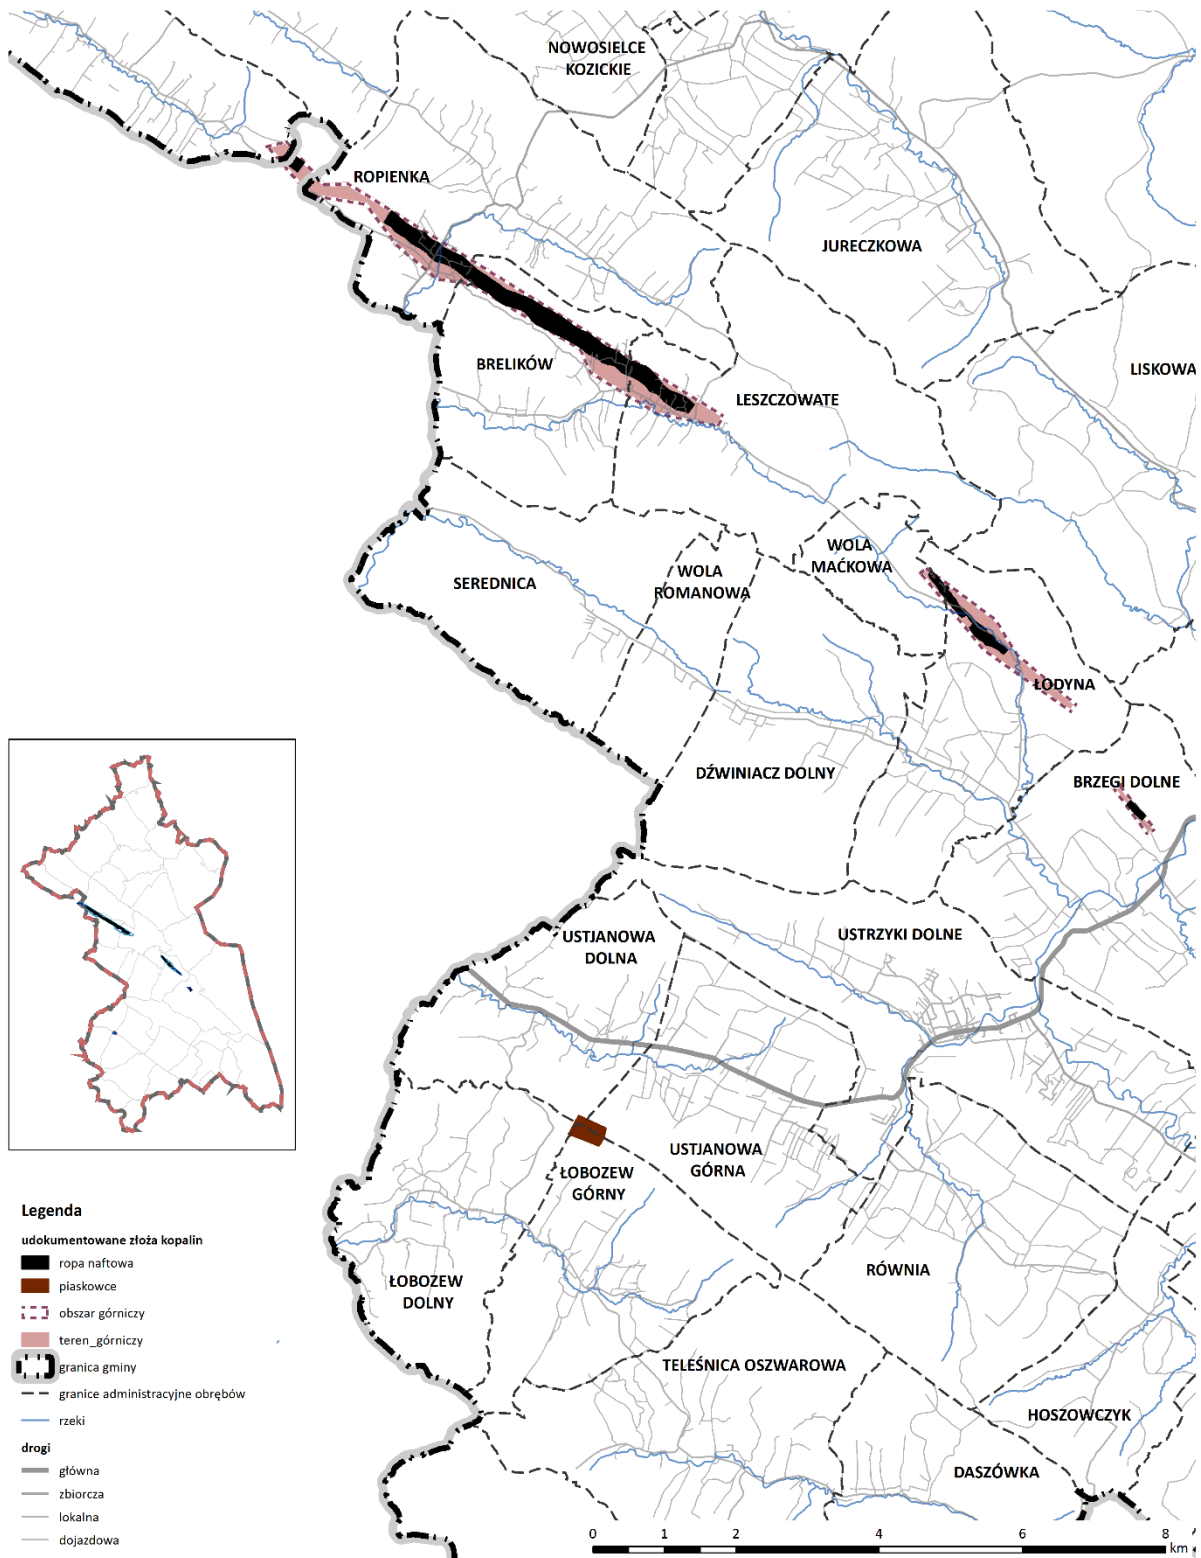 NOWOSIELCE
KOZICKIE
ROPIENKA
JURECZKOWA
BRELIKÓW
LISKOWA
LESZCZOWATE
WOLA
MAĆKOWA
WOLA
ROMANOWA
SEREDNICA
ŁODYNA
DŹWINIACZ DOLNY
BRZEGI DOLNE
USTJANOWA
DOLNA
USTRZYKI DOLNE
USTJANOWA
GÓRNA
ŁOBOZEW
GÓRNY
ŁOBOZEW
DOLNY
RÓWNIA
TELEŚNICA OSZWAROWA
HOSZOWCZYK
DASZÓWKA
Legenda
udokumentowane złoża kopalin
ropa naftowa
piaskowce
obszar górniczy
teren_górniczy
granica gminy
granice administracyjne obrębów
rzeki
drogi
główna
zbiorcza
lokalna
dojazdowa
0 1 2 4 6 8
km